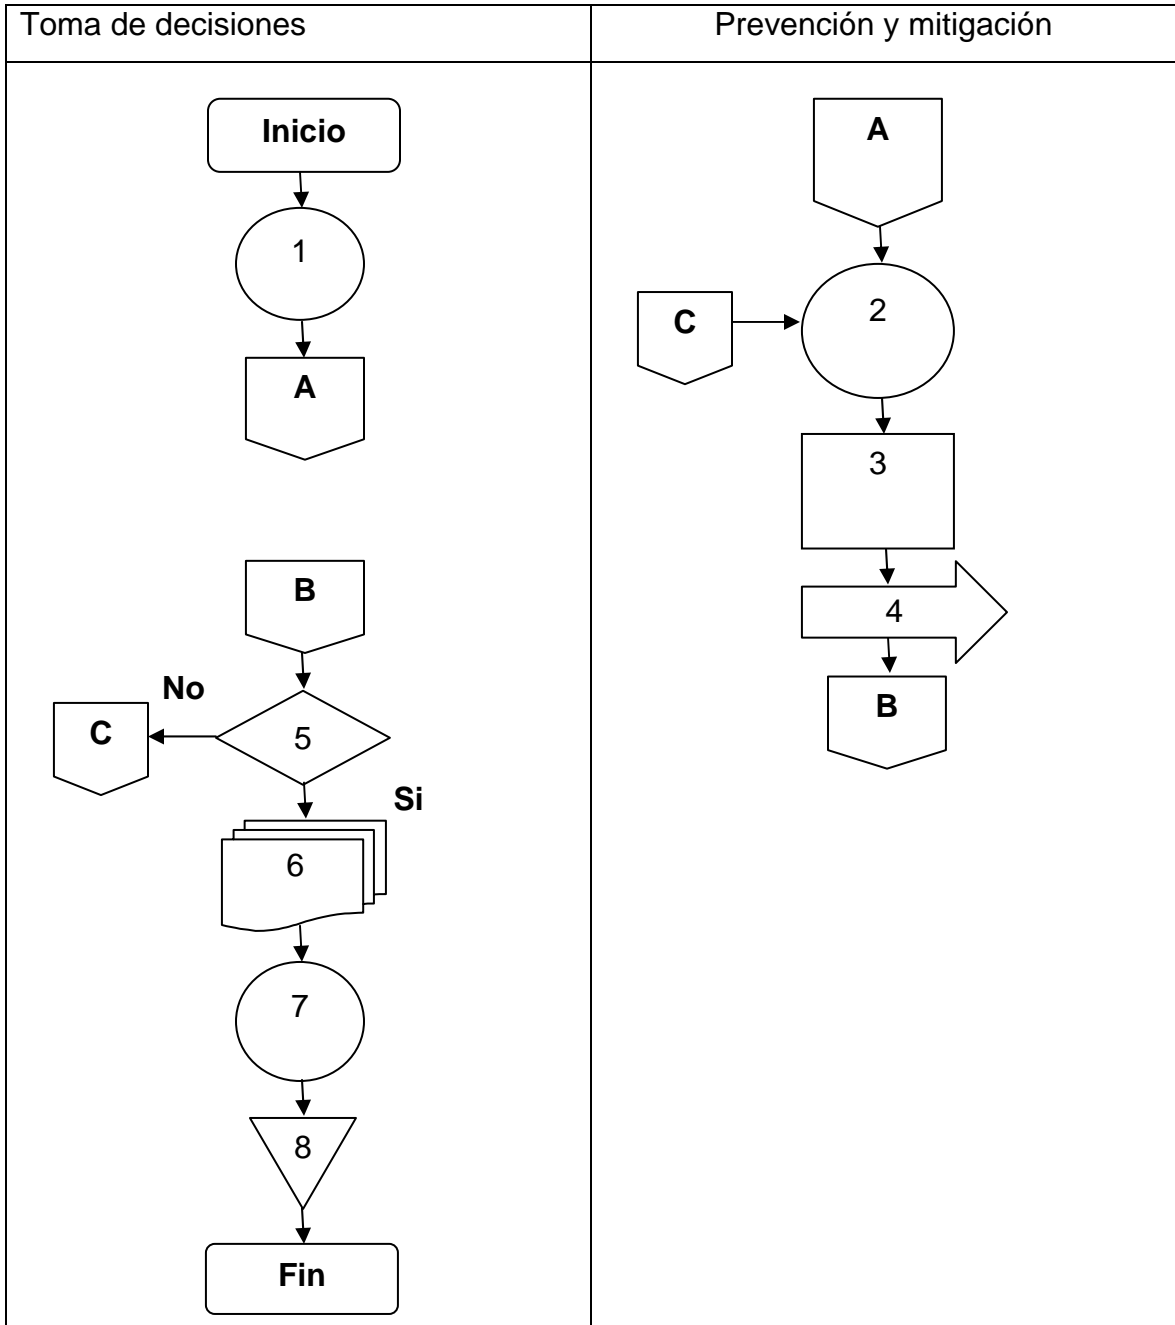 Toma de decisiones
Prevención y mitigación
Inicio
1
A
B
No
C
5
Si
6
7
8
Fin
A
C
2
3
4
B